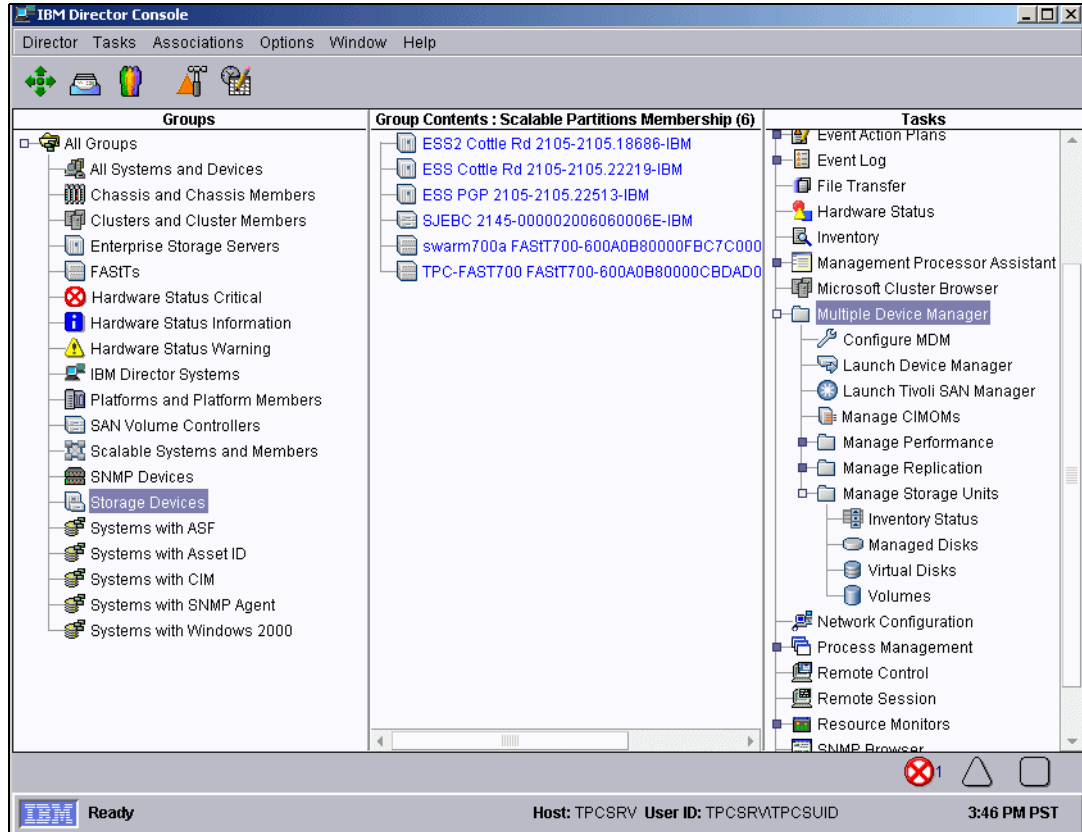 IBM Director Console
Director Tasks Associations Options Window Help
Groups
All Groups
All Systems and Devices
Chassis and Chassis Members
Clusters and Cluster Members
Enterprise Storage Servers
FAStTs
Hardware Status Critical
Hardware Status Information
Hardware Status Warning
IBM Director Systems
Platforms and Platform Members
SAN Volume Controllers
Scalable Systems and Members
SNMP Devices
Storage Devices
Systems with ASF
Systems with Asset ID
Systems with CIM
Systems with SNMP Agent
Systems with Windows 2000
Group Contents : Scalable Partitions Membership (6)
ESS2 Cottle Rd 2105-2105.18686-IBM
ESS Cottle Rd 2105-2105.22219-IBM
ESS PGP 2105-2105.22513-IBM
SJEBC 2145-000002006060006E-IBM
swarm700a FAStT700-600A0B80000FBC7C000
TPC-FAST700 FAStT700-600A0B80000CBDAD0
Tasks
Event Action Plans
Event Log
File Transfer
Hardware Status
Inventory
Management Processor Assistant
Microsoft Cluster Browser
Multiple Device Manager
Configure MDM
Launch Device Manager
Launch Tivoli SAN Manager
Manage CIMOMs
Manage Performance
Manage Replication
Manage Storage Units
Inventory Status
Managed Disks
Virtual Disks
Volumes
Network Configuration
Process Management
Remote Control
Remote Session
Resource Monitors
SNMP Browser
1
IBM Ready Host: TPCSRV User ID: TPCSRV\TPCSUID 3:46 PM PST